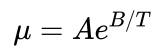 μ = Ae^{B/T}